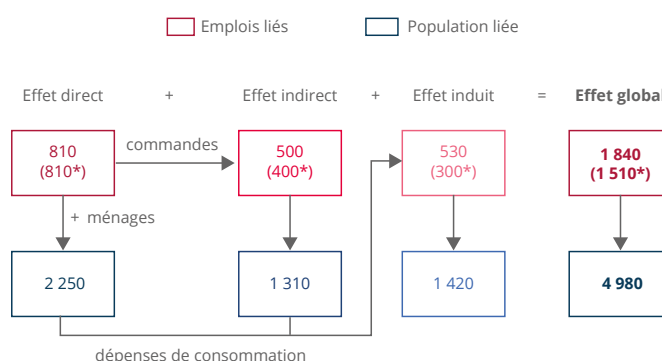 Emplois liés Population liée
Effet direct + Effet indirect + Effet induit = Effet global
810 commandes 500 530 1 840
(810*) (400*) (300*) (1 510*)
+ ménages
2 250 1 310 1 420 4 980
dépenses de consommation